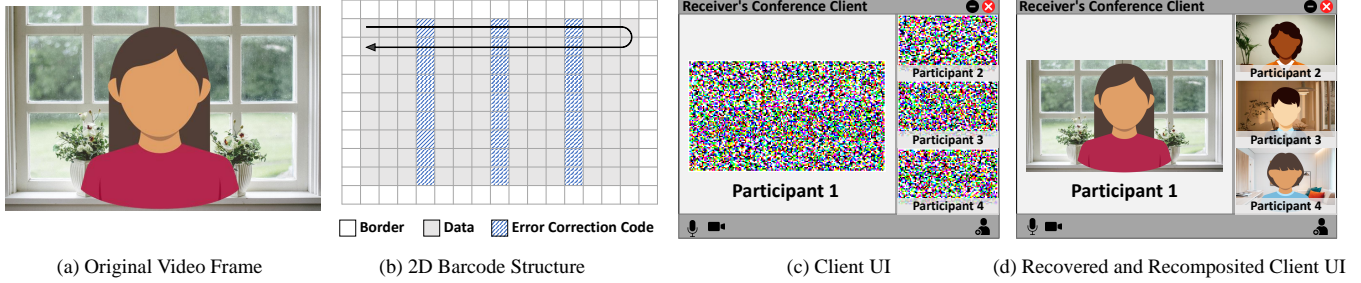 Receiver's Conference Client
Participant 2
Participant 3
Participant 1
Participant 4
Receiver's Conference Client
Participant 2
Participant 3
Participant 1
Participant 4
Border
Data
Error Correction Code
(a) Original Video Frame
(b) 2D Barcode Structure
(c) Client UI
(d) Recovered and Recomposited Client UI